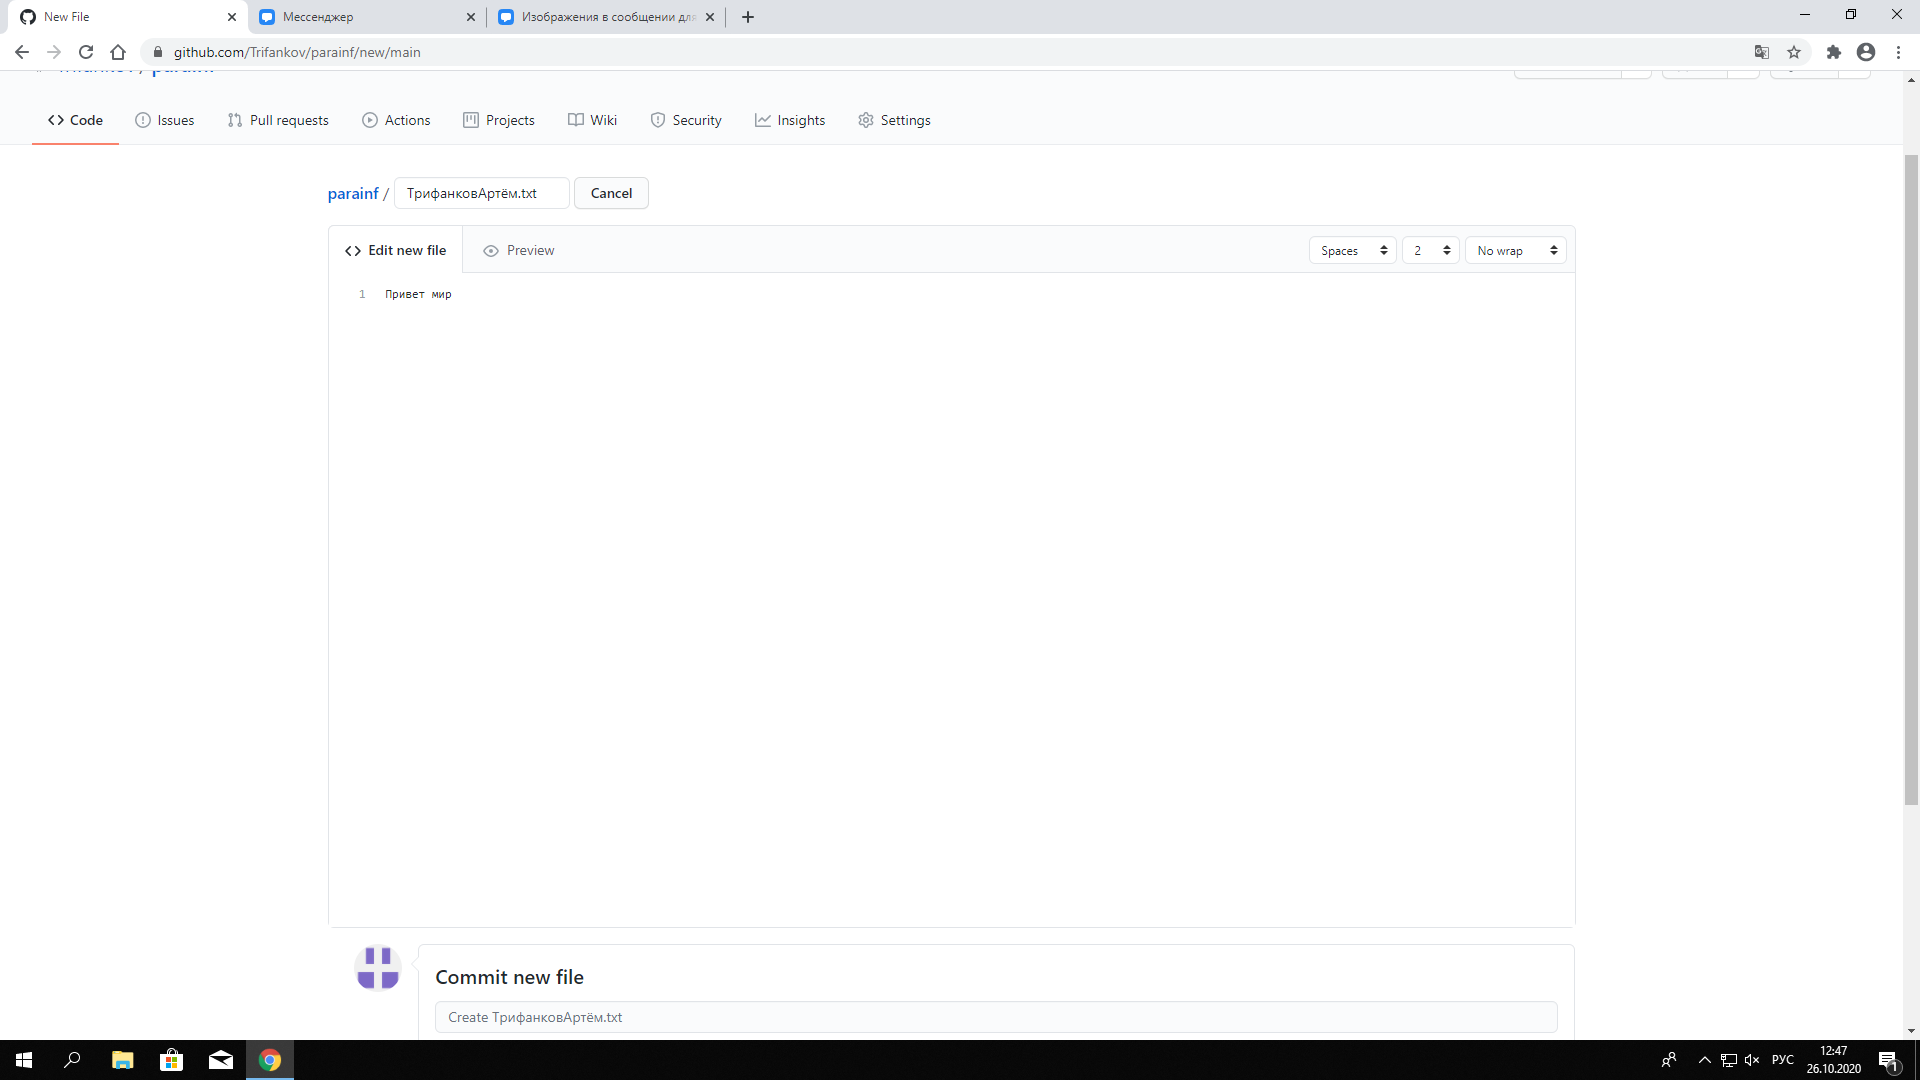 New File
Мессенджер
Изображения в сообщении для
github.com/Trifankov/parainf/new/main
Code
Issues
Pull requests
Actions
Projects
Wiki
Security
Insights
Settings
parainf / ТрифанковАртём.txt Cancel
Edit new file
Preview
Spaces
2
No wrap
1 Привет мир
Commit new file
Create ТрифанковАртём.txt
РУС
12:47
26.10.2020
1